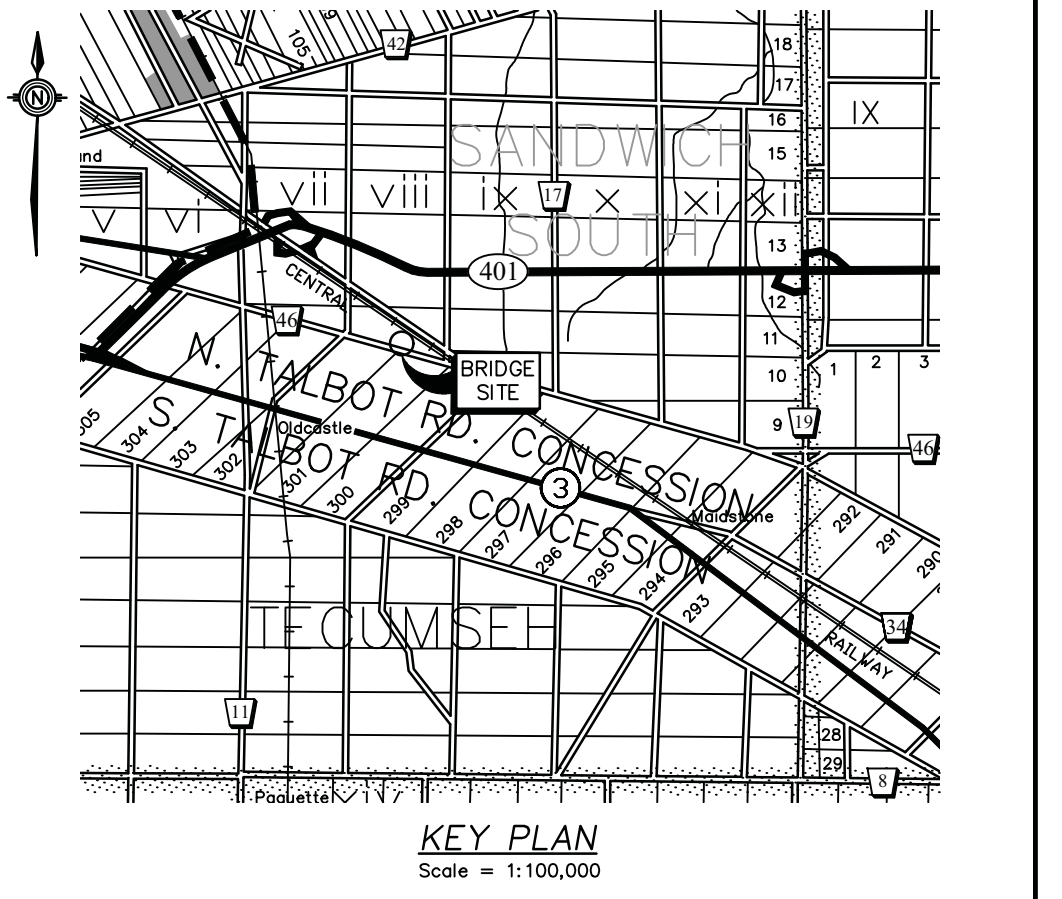 42
105
18
17
16
IX
15
N
SANDWICH
vii
viii
ix
17
x
xi
xii
v
vi
SOUTH
13
401
CENTRAL
12
46
11
N. TALBOT RD. CONCESSION
BRIDGE
SITE
10
1
2
3
9
19
46
S. TALBOT RD. CONCESSION
Oldcastle
305
304
303
302
301
300
299
298
297
296
295
294
293
292
291
290
3
Maidstone
TECUMSEH
34
RAILWAY
11
28
29
8
Paquette
KEY PLAN
Scale = 1:100,000